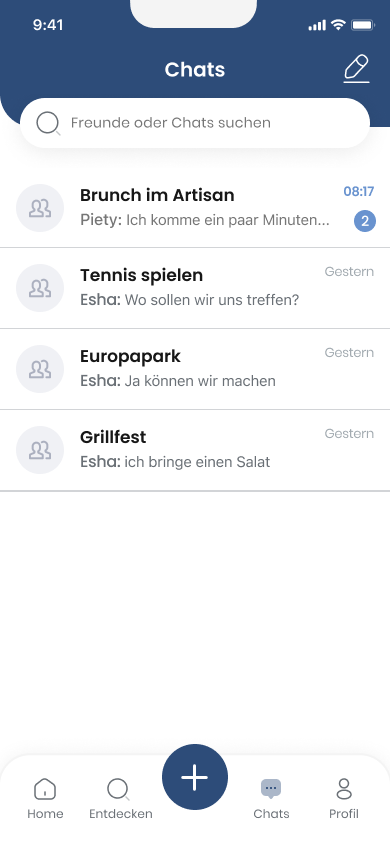 9:41
Chats
Freunde oder Chats suchen
Brunch im Artisan 08:17
Piety: Ich komme ein paar Minuten... 2
Tennis spielen Gestern
Esha: Wo sollen wir uns treffen?
Europapark Gestern
Esha: Ja können wir machen
Grillfest Gestern
Esha: ich bringe einen Salat
Home Entdecken Chats Profil